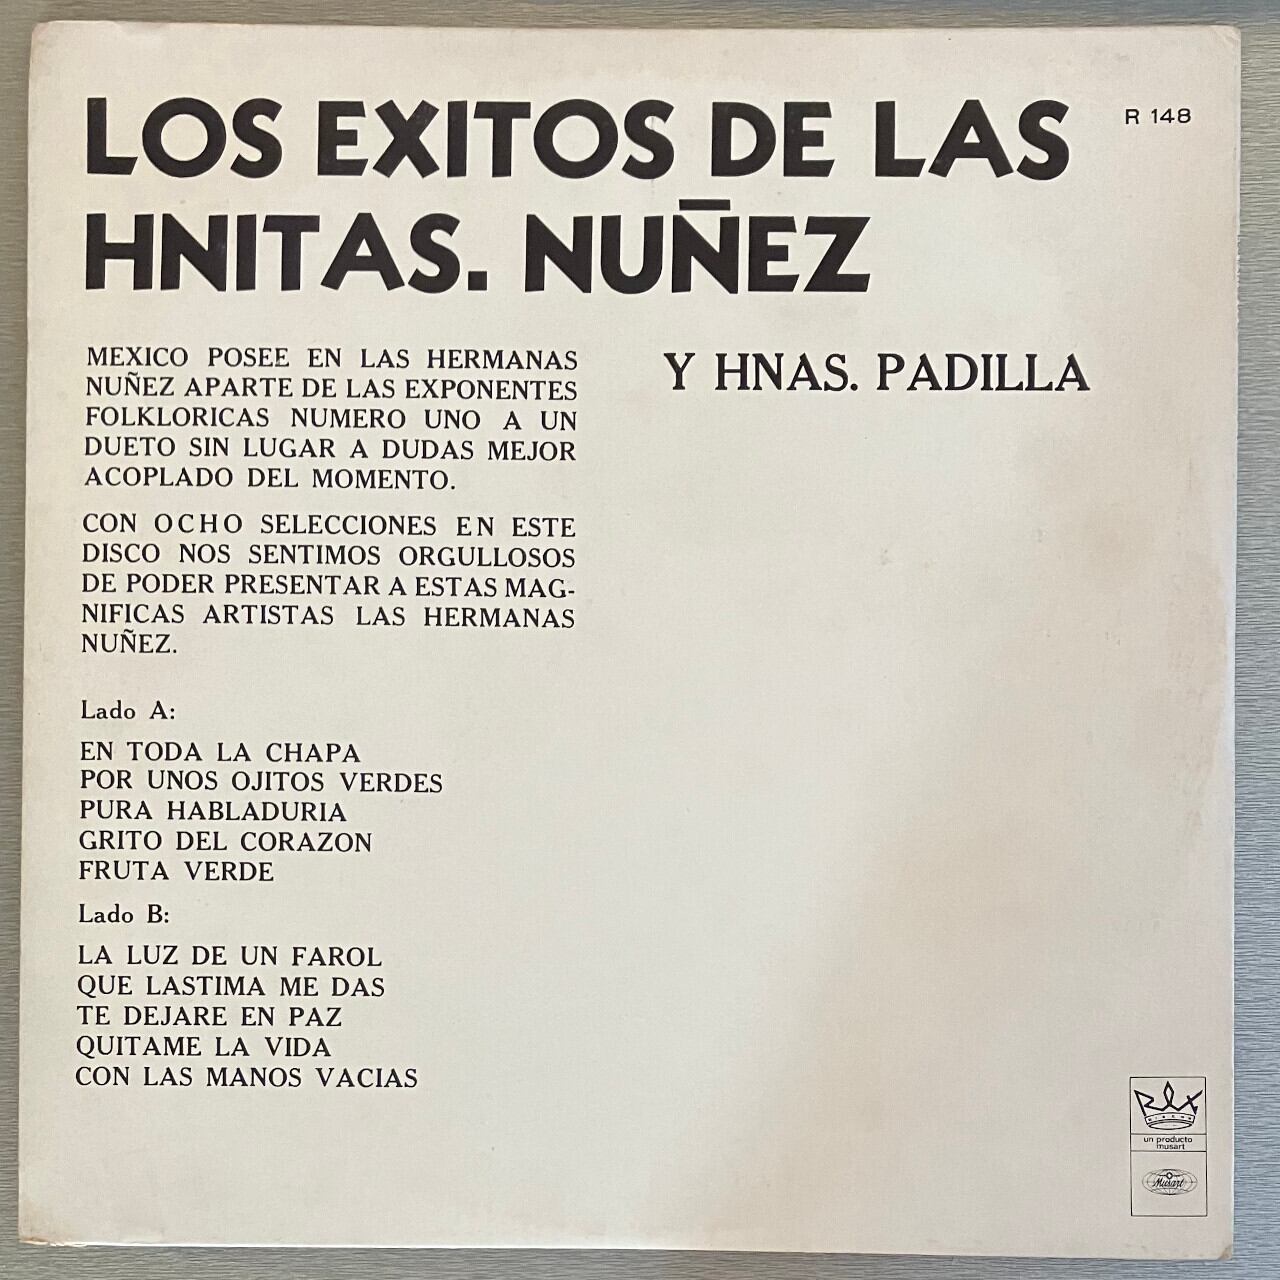 LOS EXITOS DE LAS
HNITAS. NUÑEZ
R 148
Y HNAS. PADILLA
MEXICO POSEE EN LAS HERMANAS
NUÑEZ APARTE DE LAS EXPONENTES
FOLKLORICAS NUMERO UNO A UN
DUETO SIN LUGAR A DUDAS MEJOR
ACOPLADO DEL MOMENTO.
CON OCHO SELECCIONES EN ESTE
DISCO NOS SENTIMOS ORGULLOSOS
DE PODER PRESENTAR A ESTAS MAG-
NIFICAS ARTISTAS LAS HERMANAS
NUÑEZ.
Lado A:
EN TODA LA CHAPA
POR UNOS OJITOS VERDES
PURA HABLADURIA
GRITO DEL CORAZON
FRUTA VERDE
Lado B:
LA LUZ DE UN FAROL
QUE LASTIMA ME DAS
TE DEJARE EN PAZ
QUITAME LA VIDA
CON LAS MANOS VACIAS
REX
DISCOS
un producto
musart
Musart